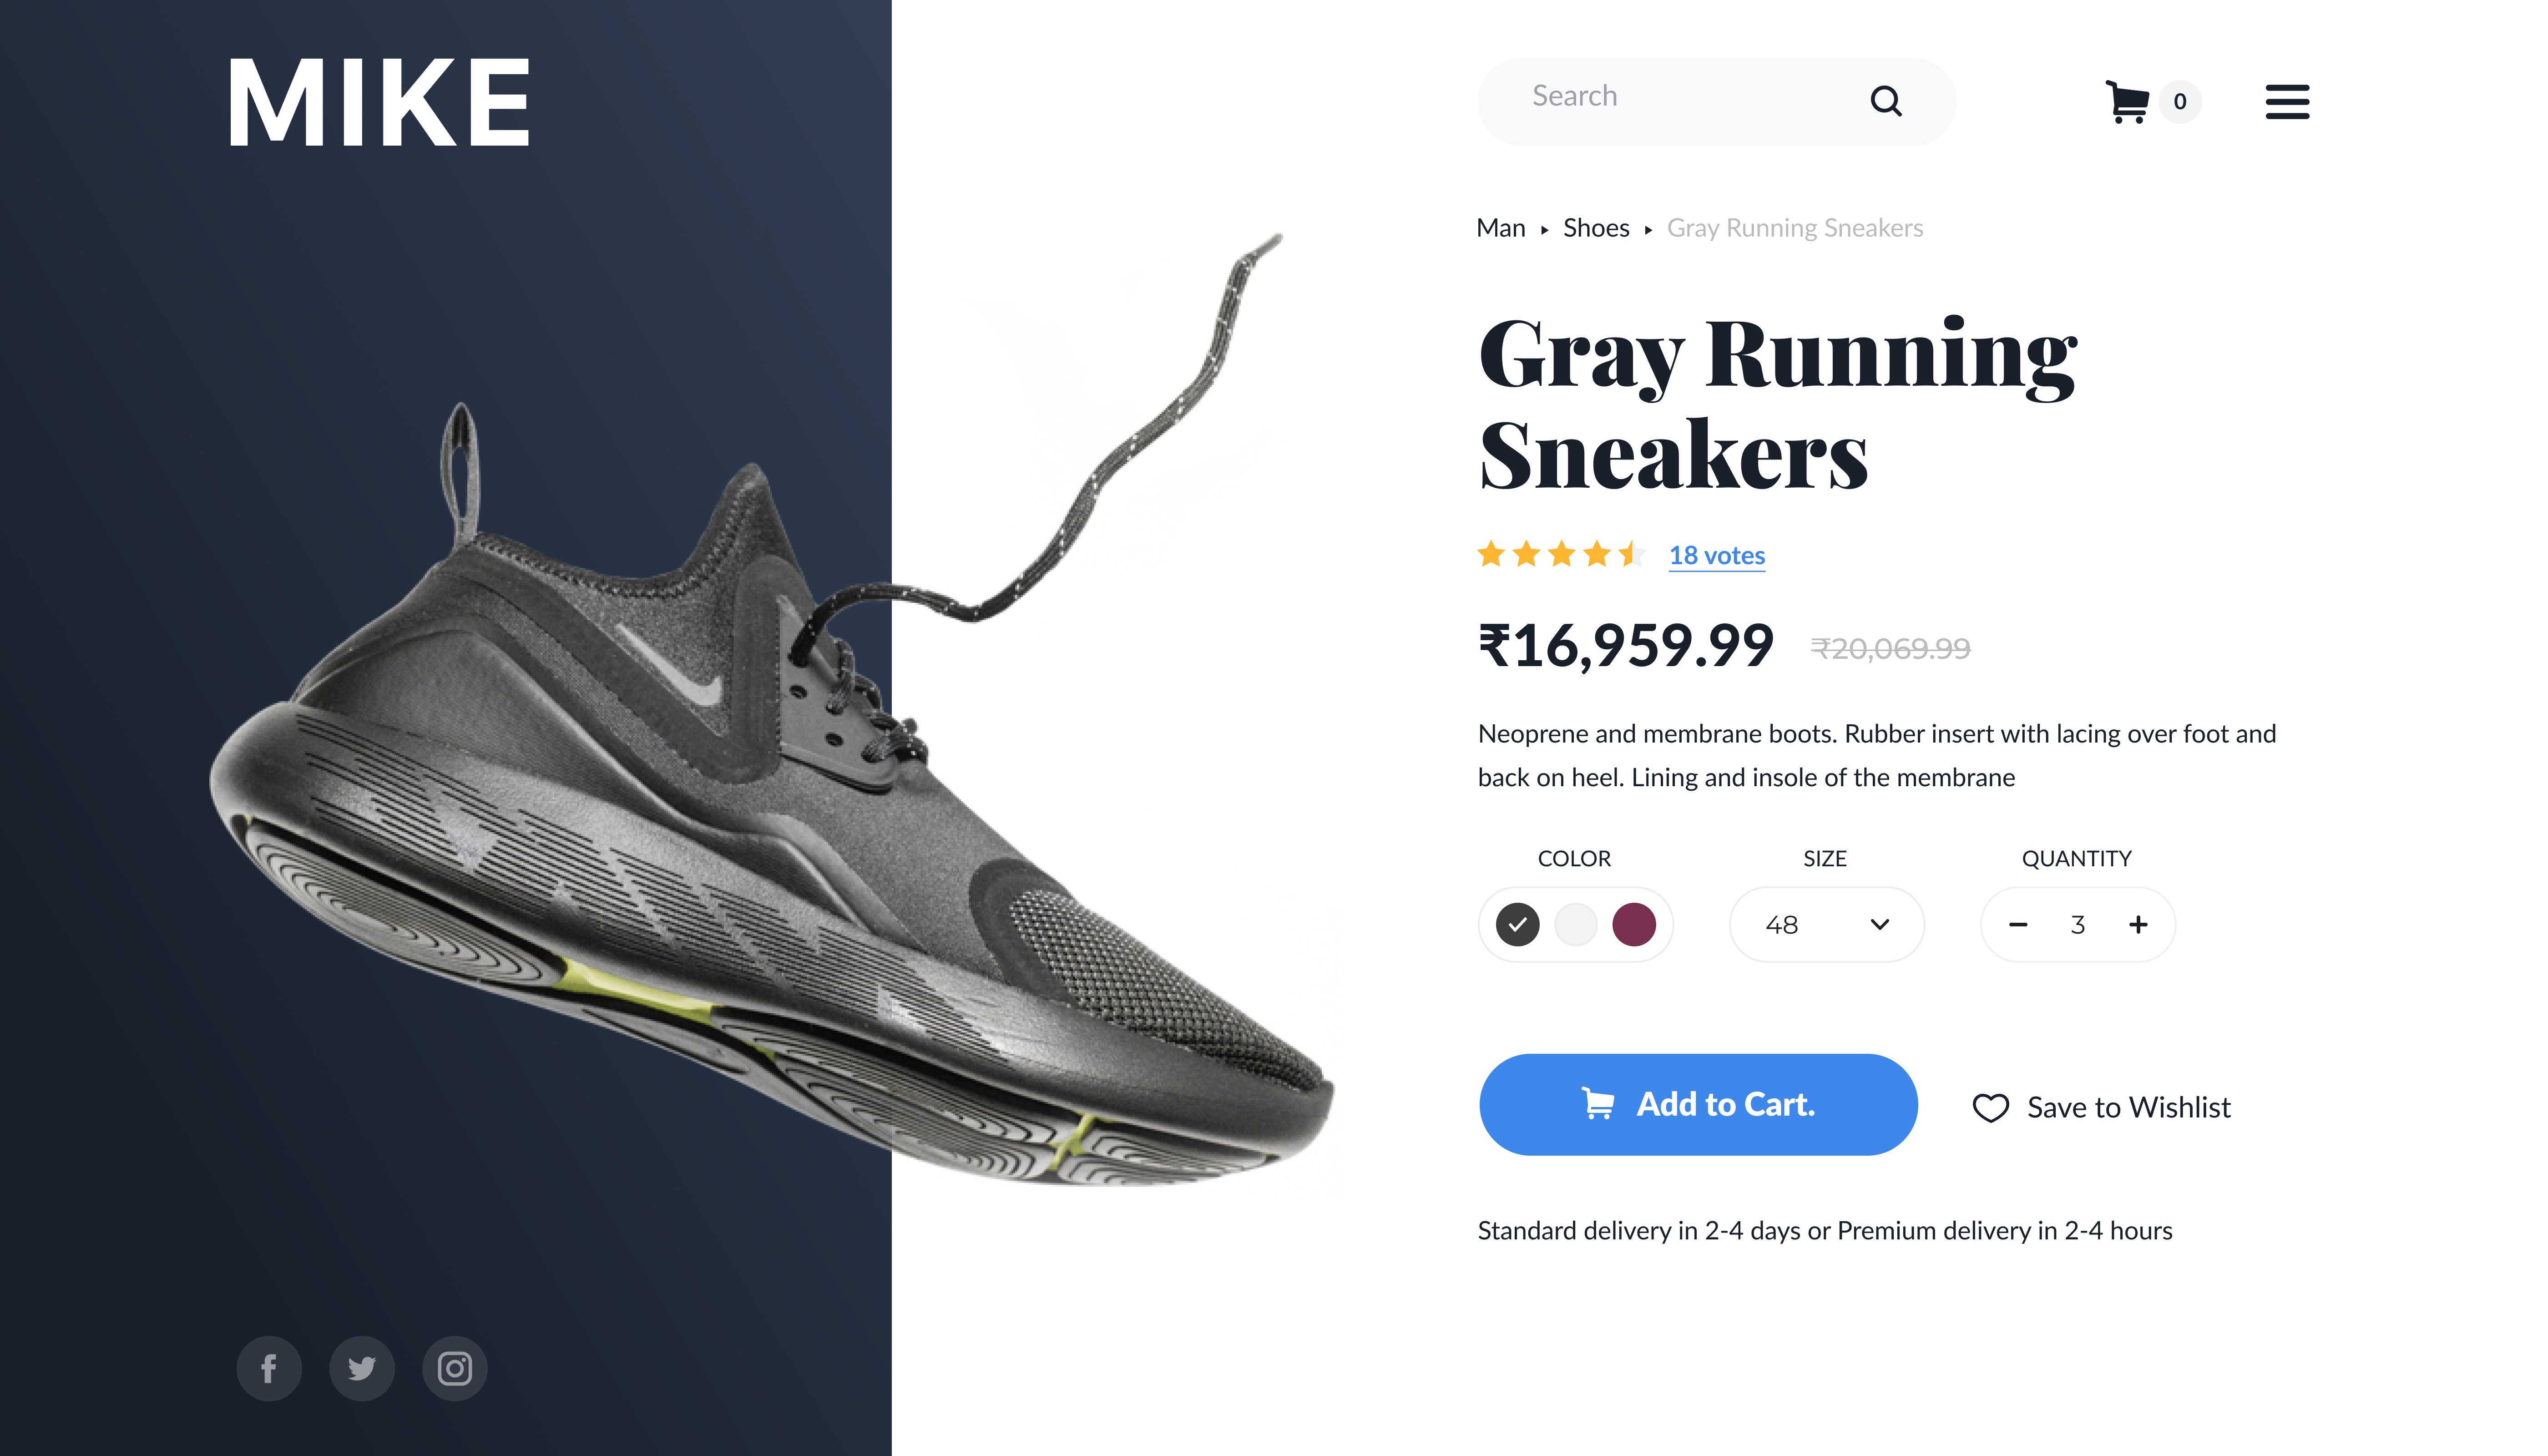 MIKE
Search
0
Man ▸ Shoes ▸ Gray Running Sneakers
Gray Running
Sneakers
18 votes
₹16,959.99 ₹20,069.99
Neoprene and membrane boots. Rubber insert with lacing over foot and
back on heel. Lining and insole of the membrane
COLOR SIZE QUANTITY
48 3
Add to Cart. Save to Wishlist
Standard delivery in 2-4 days or Premium delivery in 2-4 hours